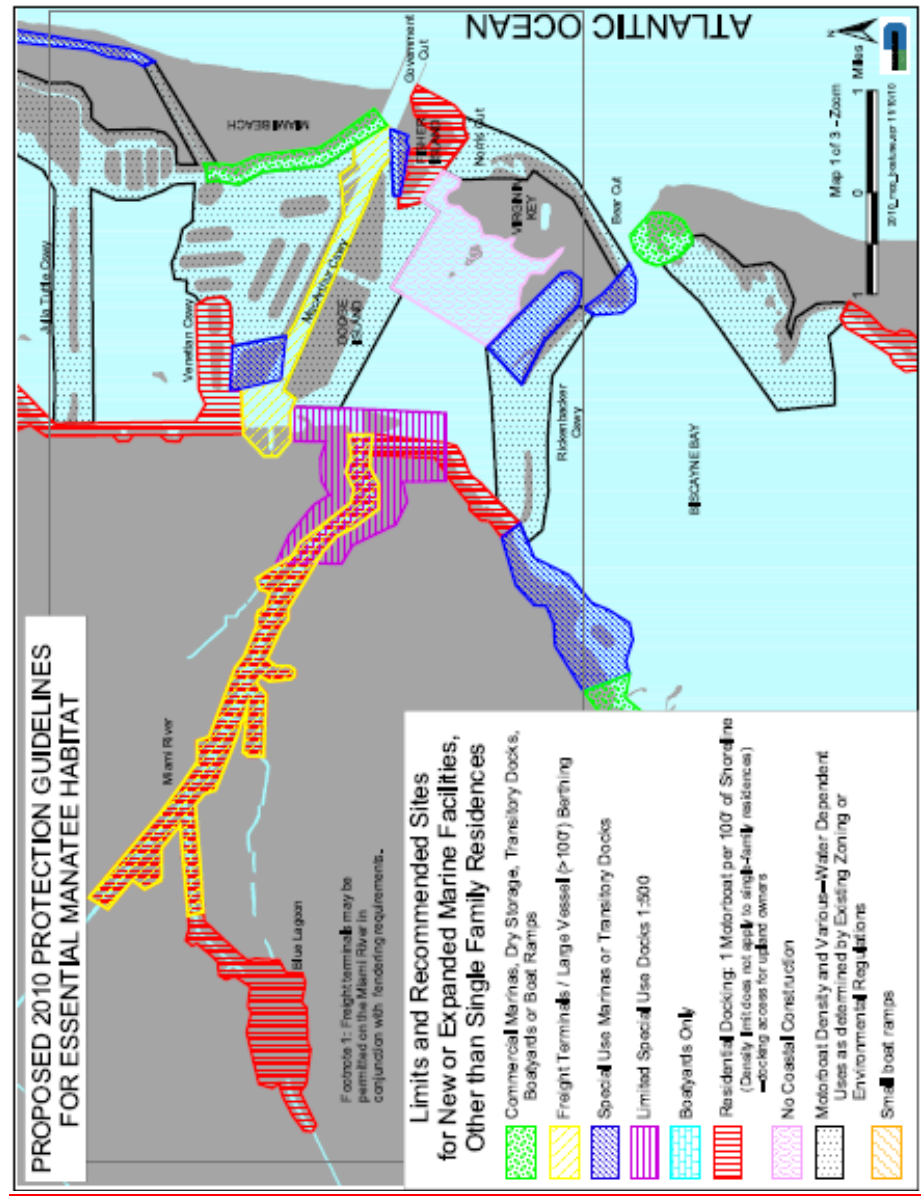 PROPOSED 2010 PROTECTION GUIDELINES
FOR ESSENTIAL MANATEE HABITAT
Miami River
Blue Lagoon
Footnote 1: Freight terminals may be
permitted on the Miami River in
conjunction with fendering requirements.
Julia Tuttle Cswy
Venetian Cswy
MIAMI BEACH
MacArthur Cswy
DODGE
ISLAND
Government
Cut
FISHER
ISLAND
Norris Cut
VIRGINIA
KEY
Bear Cut
Rickenbacker
Cswy
BISCAYNE BAY
ATLANTIC OCEAN
Limits and Recommended Sites
for New or Expanded Marine Facilities,
Other than Single Family Residences
Commercial Marinas, Dry Storage, Transitory Docks,
Boatyards or Boat Ramps
Freight Terminals / Large Vessel (>100') Berthing
Special Use Marinas or Transitory Docks
Limited Special Use Docks 1:500
Boatyards Only
Residential Docking: 1 Motorboat per 100' of Shoreline
(Density limit does not apply to single-family residences)
--docking access for upland owners
No Coastal Construction
Motorboat Density and Various--Water Dependent
Uses as determined by Existing Zoning or
Environmental Regulations
Small boat ramps
N
Map 1 of 3 - Zoom
1 0 1 Miles